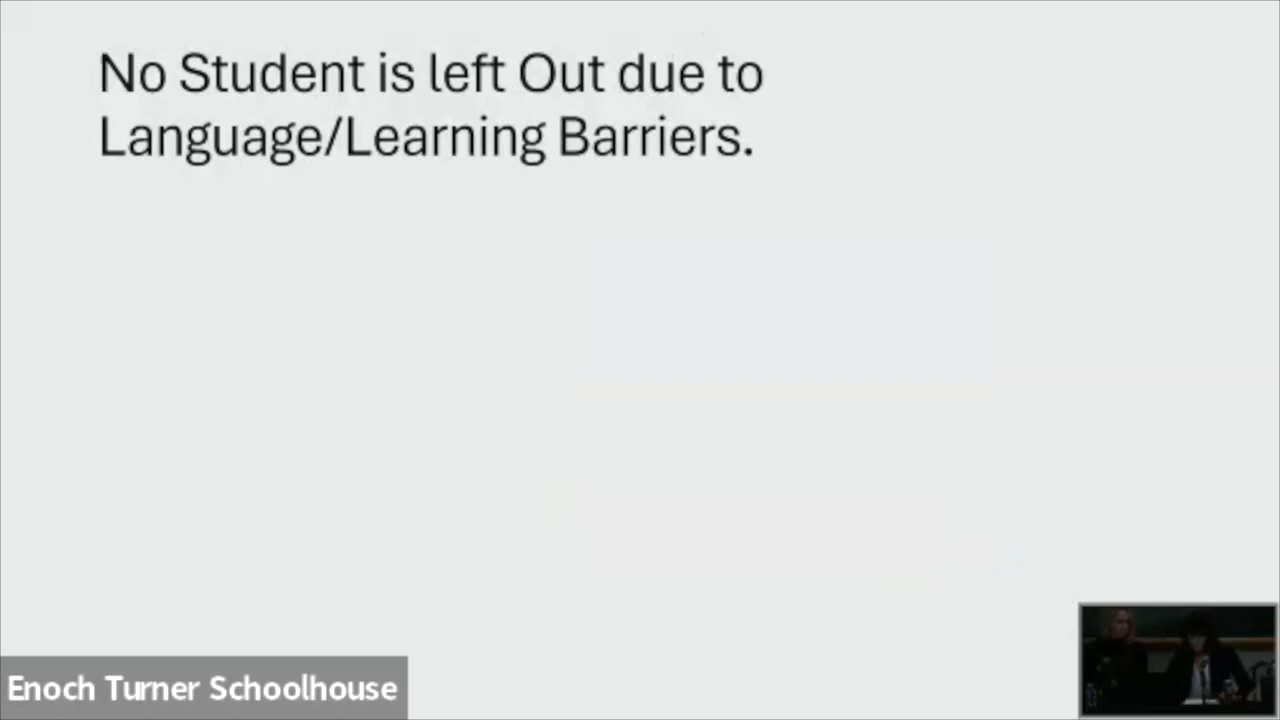 No Student is left Out due to
Language/Learning Barriers.
Enoch Turner Schoolhouse